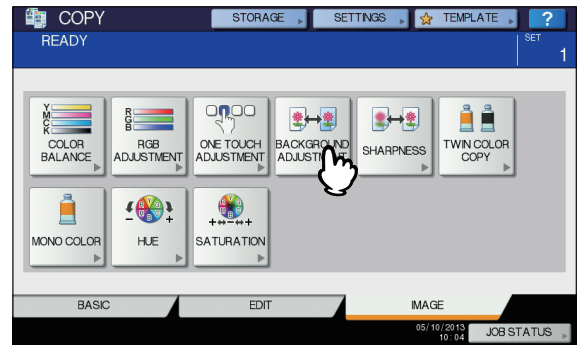 COPY
STORAGE
SETTINGS
TEMPLATE
?
READY
SET
1
Y
M
C
K
COLOR
BALANCE
R
G
B
RGB
ADJUSTMENT
ONE TOUCH
ADJUSTMENT
BACKGROUND
ADJUSTMENT
SHARPNESS
TWIN COLOR
COPY
MONO COLOR
- +
HUE
+⇔-⇔+
SATURATION
BASIC
EDIT
IMAGE
05/10/2013
10:04
JOB STATUS